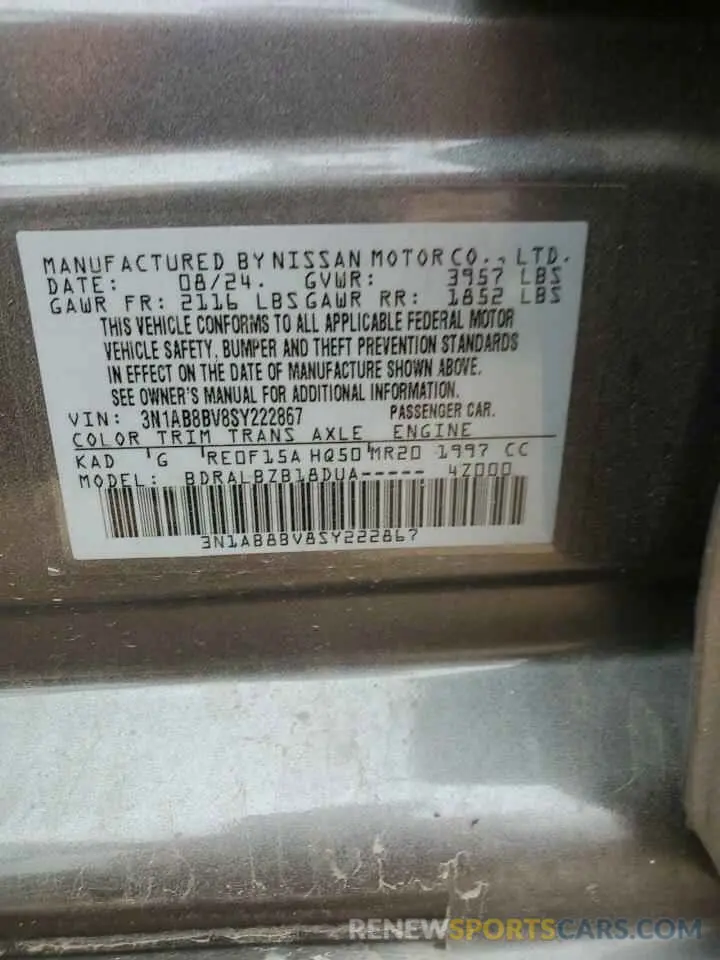 MANUFACTURED BY NISSAN MOTOR CO., LTD.
DATE: 08/24. GVWR: 3957 LBS
GAWR FR: 2116 LBS GAWR RR: 1852 LBS
THIS VEHICLE CONFORMS TO ALL APPLICABLE FEDERAL MOTOR
VEHICLE SAFETY, BUMPER AND THEFT PREVENTION STANDARDS
IN EFFECT ON THE DATE OF MANUFACTURE SHOWN ABOVE.
SEE OWNER'S MANUAL FOR ADDITIONAL INFORMATION.
VIN: 3N1AB8BV8SY222867 PASSENGER CAR.
COLOR TRIM TRANS AXLE ENGINE
KAD G RE0F15A HQ50 MR20 1997 CC
MODEL: BDRALBZB18DUA----- 4Z000
3N1AB8BV8SY222867
RENEWSPORTSCARS.COM